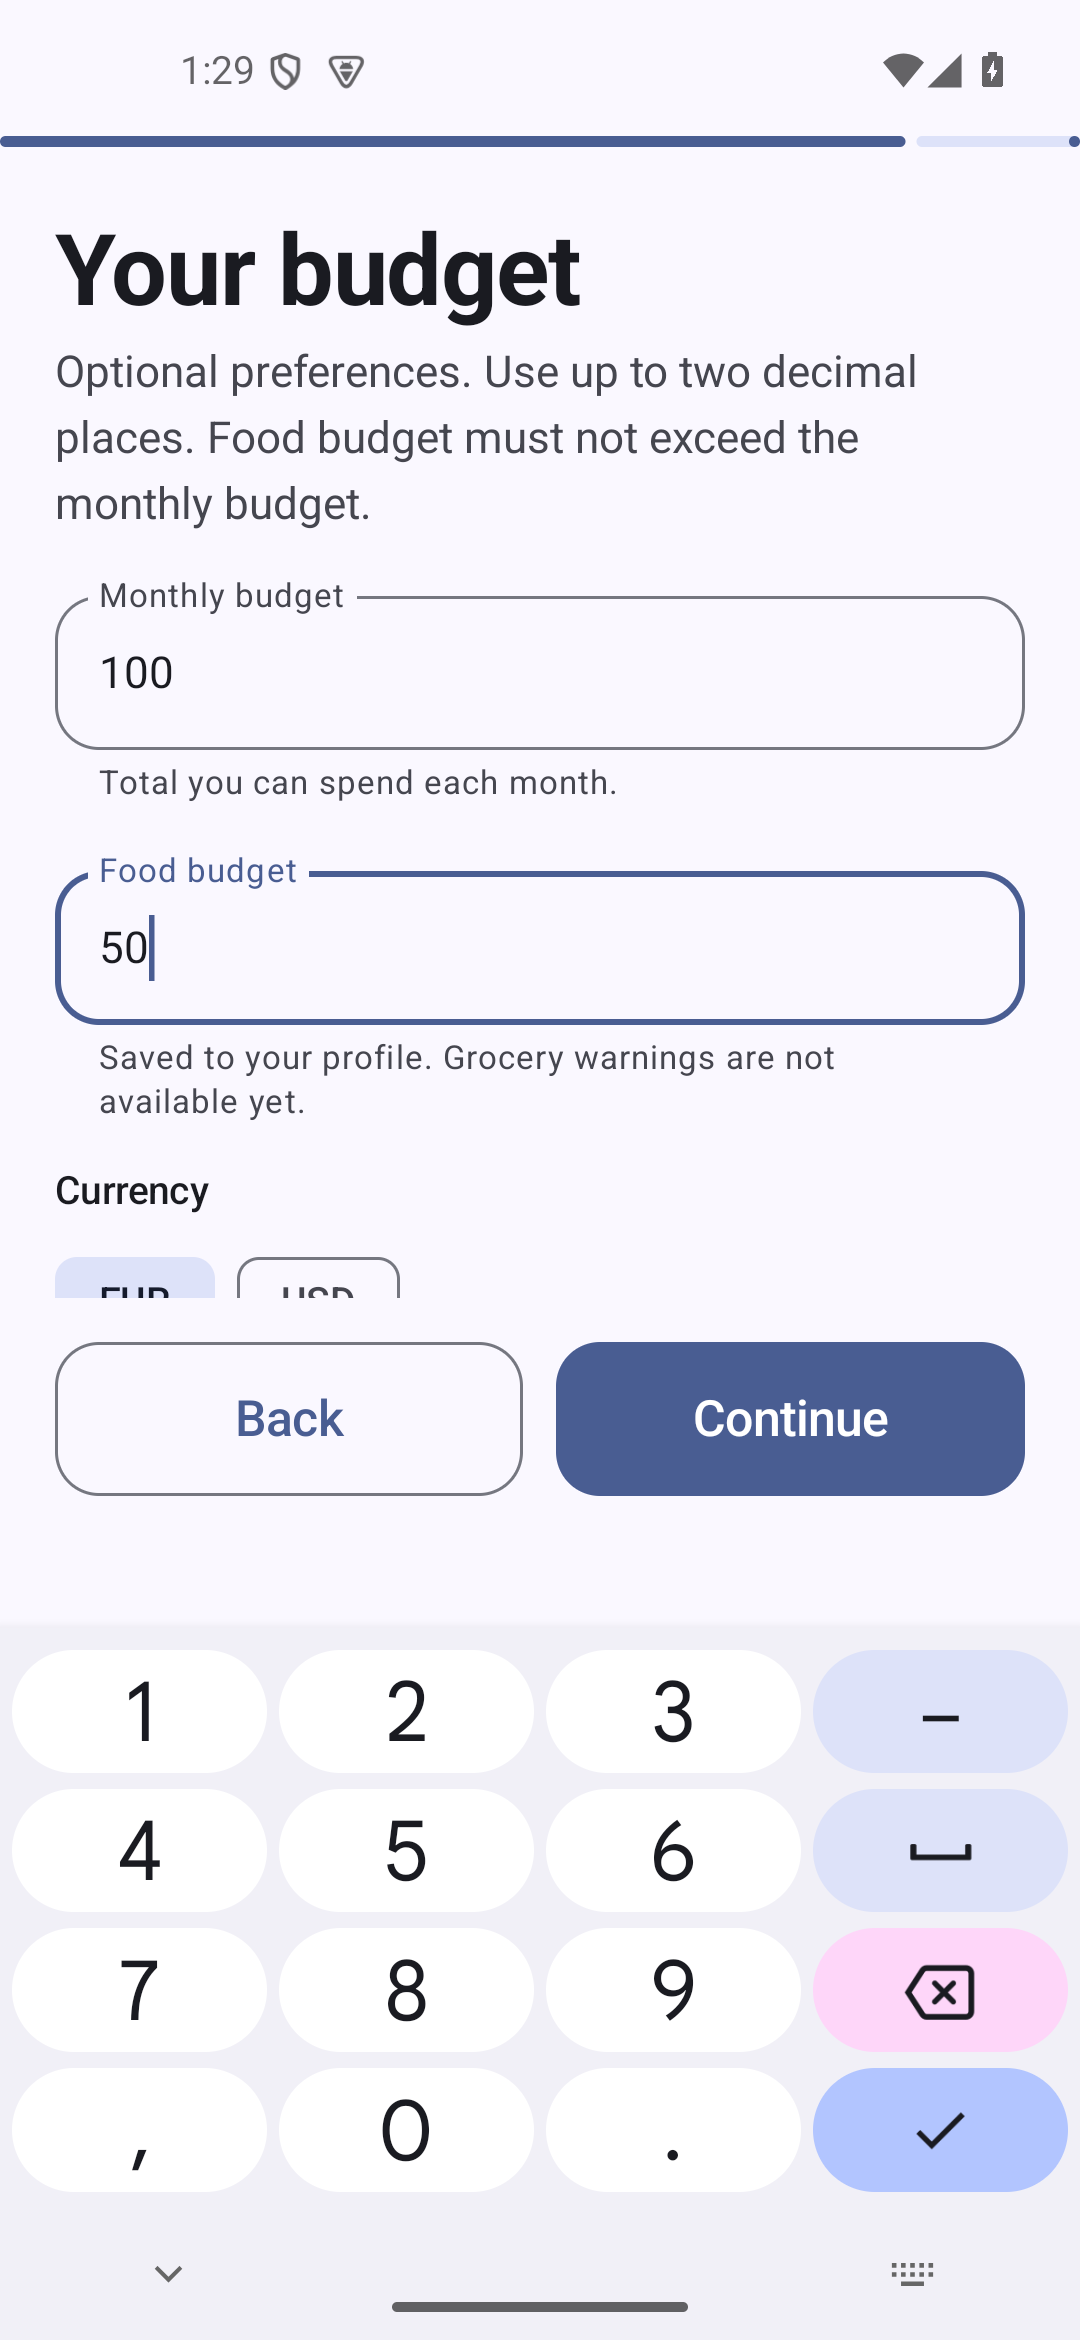 1:29
Your budget
Optional preferences. Use up to two decimal
places. Food budget must not exceed the
monthly budget.
Monthly budget
100
Total you can spend each month.
Food budget
50
Saved to your profile. Grocery warnings are not
available yet.
Currency
EUR USD
Back Continue
1 2 3 –
4 5 6
7 8 9
, 0 .